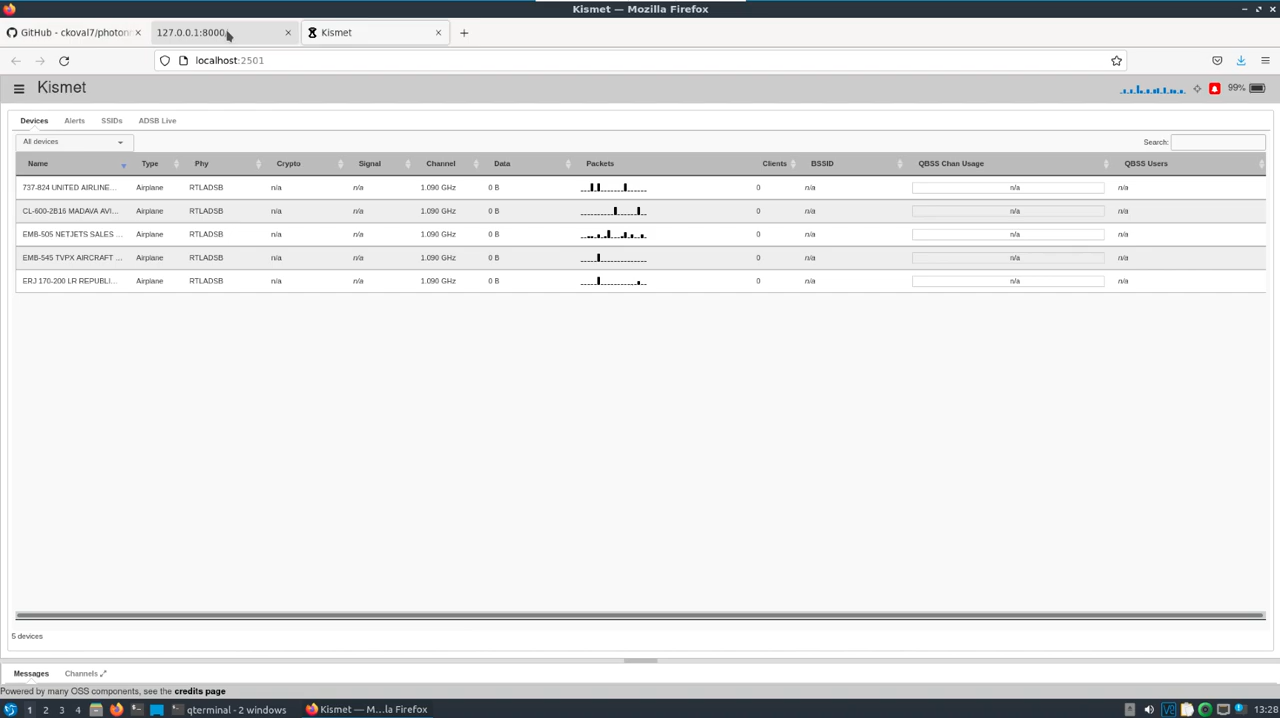 Kismet — Mozilla Firefox
GitHub - ckoval7/photonn
127.0.0.1:8000/
Kismet
localhost:2501
Kismet
99%
Devices Alerts SSIDs ADSB Live
All devices
Search:
Name Type Phy Crypto Signal Channel Data Packets Clients BSSID QBSS Chan Usage QBSS Users
737-824 UNITED AIRLINE... Airplane RTLADSB n/a n/a 1.090 GHz 0 B 0 n/a n/a n/a
CL-600-2B16 MADAVA AVI... Airplane RTLADSB n/a n/a 1.090 GHz 0 B 0 n/a n/a n/a
EMB-505 NETJETS SALES ... Airplane RTLADSB n/a n/a 1.090 GHz 0 B 0 n/a n/a n/a
EMB-545 TVPX AIRCRAFT ... Airplane RTLADSB n/a n/a 1.090 GHz 0 B 0 n/a n/a n/a
ERJ 170-200 LR REPUBLI... Airplane RTLADSB n/a n/a 1.090 GHz 0 B 0 n/a n/a n/a
5 devices
Messages Channels
Powered by many OSS components, see the credits page
1 2 3 4 qterminal - 2 windows Kismet — M...la Firefox 13:28